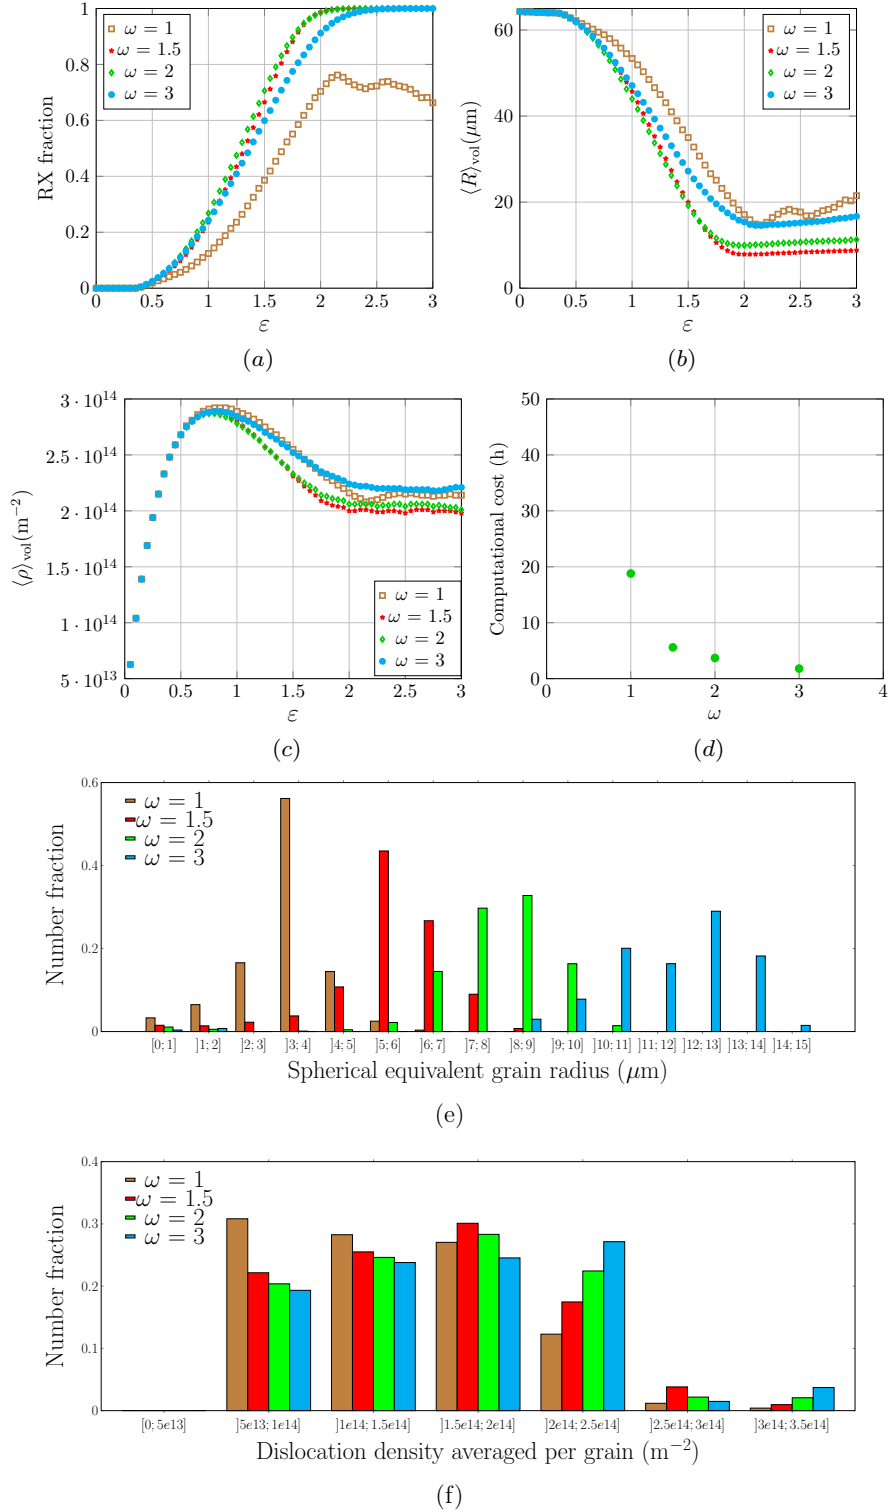 1
0.8
0.6
0.4
0.2
0
RX fraction
ω = 1
ω = 1.5
ω = 2
ω = 3
0 0.5 1 1.5 2 2.5 3
ε
(a)
60
40
20
0
⟨R⟩vol(μm)
ω = 1
ω = 1.5
ω = 2
ω = 3
0 0.5 1 1.5 2 2.5 3
ε
(b)
3 · 10^14
2.5 · 10^14
2 · 10^14
1.5 · 10^14
1 · 10^14
5 · 10^13
⟨ρ⟩vol(m^−2)
ω = 1
ω = 1.5
ω = 2
ω = 3
0 0.5 1 1.5 2 2.5 3
ε
(c)
50
40
30
20
10
0
Computational cost (h)
0 1 2 3 4
ω
(d)
0.6
0.4
0.2
0
Number fraction
ω = 1
ω = 1.5
ω = 2
ω = 3
]0; 1] ]1; 2] ]2; 3] ]3; 4] ]4; 5] ]5; 6] ]6; 7] ]7; 8] ]8; 9] ]9; 10] ]10; 11] ]11; 12] ]12; 13] ]13; 14] ]14; 15]
Spherical equivalent grain radius (μm)
(e)
0.4
0.3
0.2
0.1
0
Number fraction
ω = 1
ω = 1.5
ω = 2
ω = 3
]0; 5e13] ]5e13; 1e14] ]1e14; 1.5e14] ]1.5e14; 2e14] ]2e14; 2.5e14] ]2.5e14; 3e14] ]3e14; 3.5e14]
Dislocation density averaged per grain (m^−2)
(f)